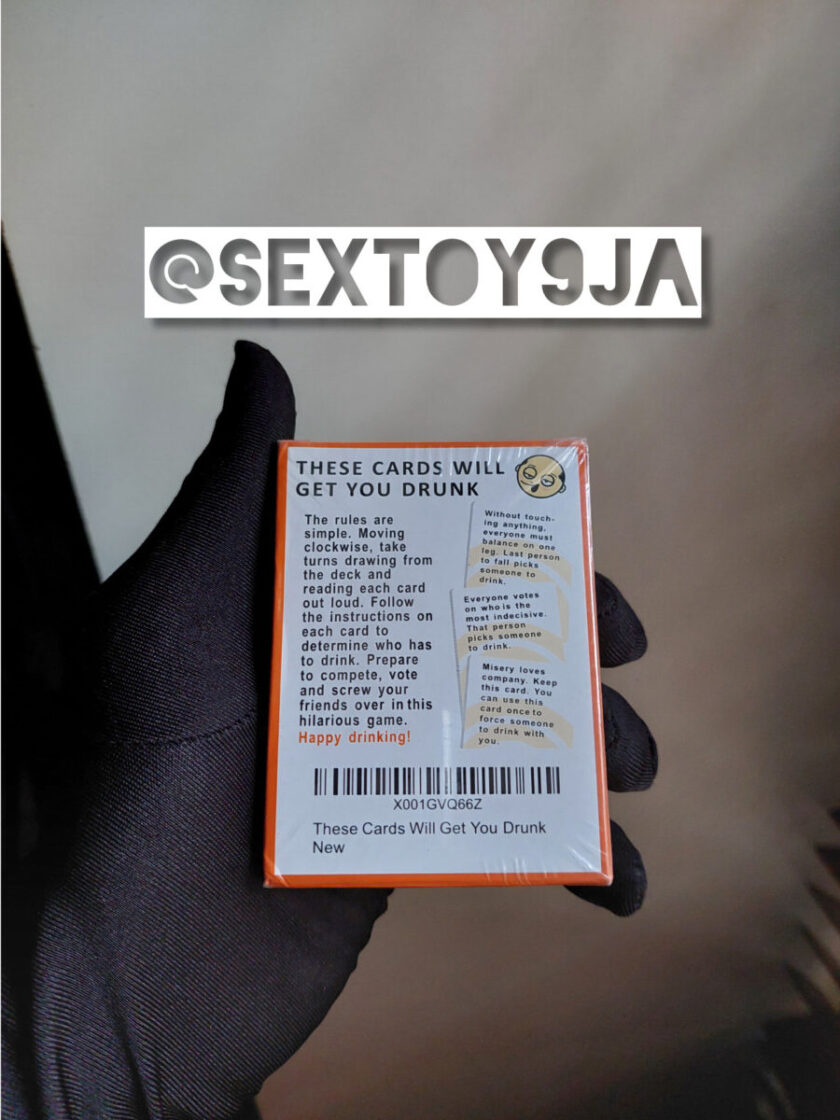 @SEXTOY9JA
THESE CARDS WILL
GET YOU DRUNK
The rules are
simple. Moving
clockwise, take
turns drawing from
the deck and
reading each card
out loud. Follow
the instructions on
each card to
determine who has
to drink. Prepare
to compete, vote
and screw your
friends over in this
hilarious game.
Happy drinking!
Without touch-
ing anything,
everyone must
balance on one
leg. Last person
to fall picks
someone to
drink.
Everyone votes
on who is the
most indecisive.
That person
picks someone
to drink.
Misery loves
company. Keep
this card. You
can use this
card once to
force someone
to drink with
you.
X001GVQ66Z
These Cards Will Get You Drunk
New